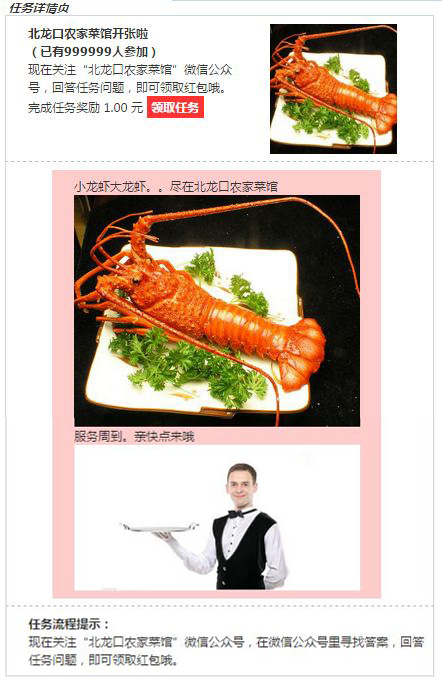 任务详情页
北龙口农家菜馆开张啦
（已有999999人参加）
现在关注“北龙口农家菜馆”微信公众
号，回答任务问题，即可领取红包哦。
完成任务奖励 1.00 元 领取任务
小龙虾大龙虾。。尽在北龙口农家菜馆
服务周到。亲快点来哦
任务流程提示：
现在关注“北龙口农家菜馆”微信公众号，在微信公众号里寻找答案，回答
任务问题，即可领取红包哦。